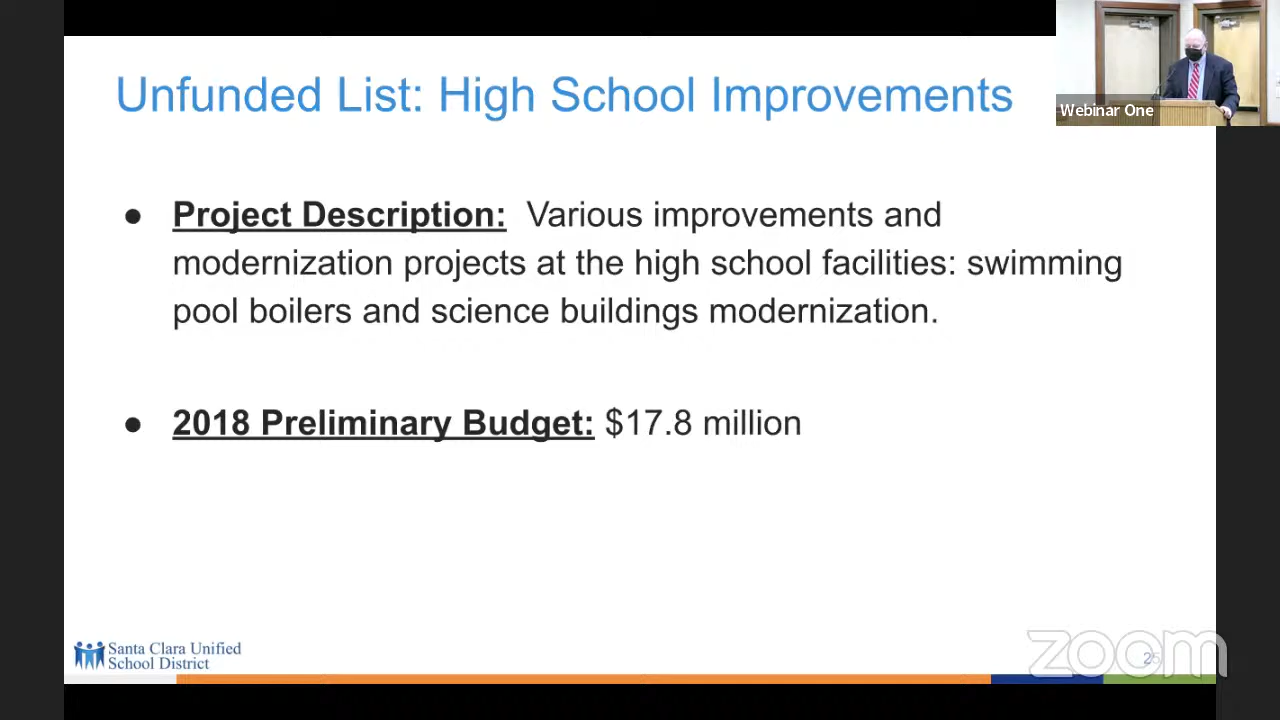 Unfunded List: High School Improvements
Webinar One
● Project Description: Various improvements and
modernization projects at the high school facilities: swimming
pool boilers and science buildings modernization.
● 2018 Preliminary Budget: $17.8 million
Santa Clara Unified
School District
zoom
25